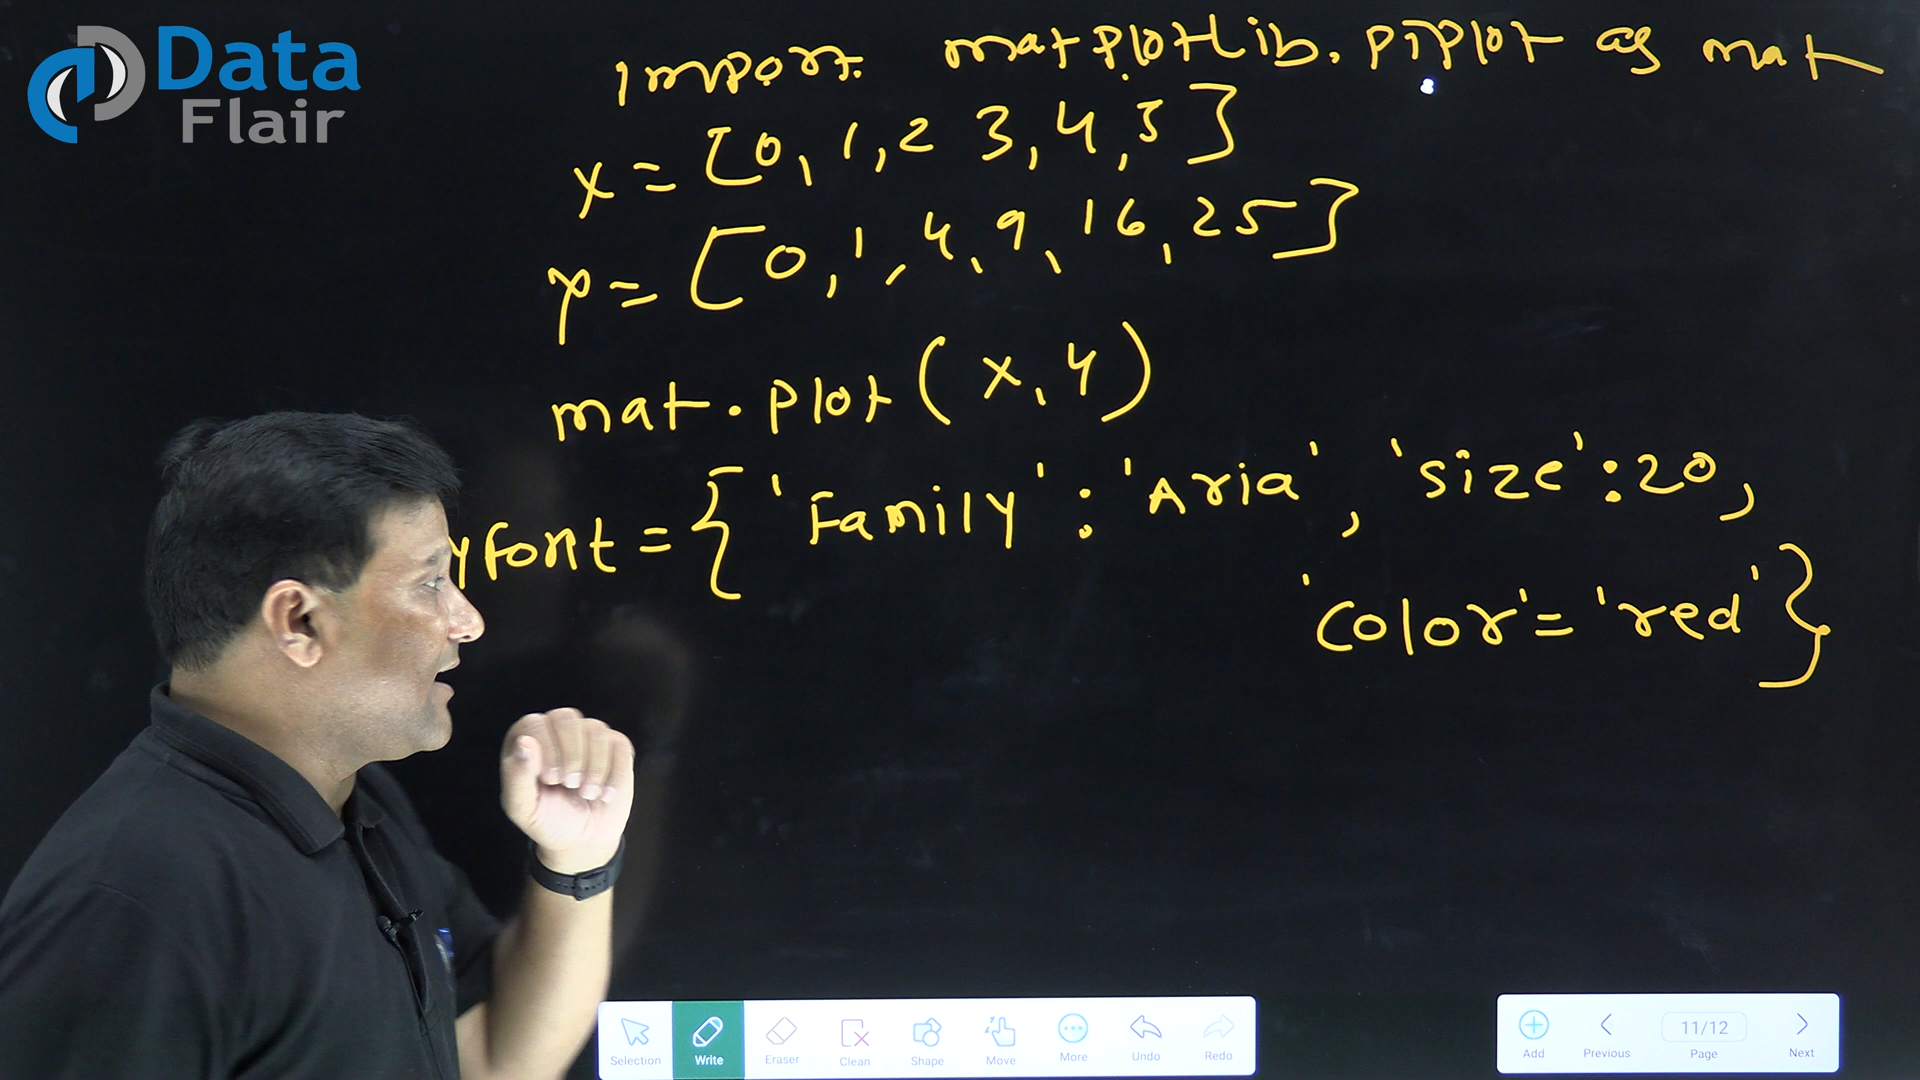 Data
Flair
import matplotlib.piplot as mat
x = [0, 1, 2 3, 4, 5]
y = [0, 1, 4, 9, 16, 25]
mat.plot(x, y)
yfont = {'Family' : 'Aria', 'size' : 20,
'color' = 'red'}
Selection Write Eraser Clean Shape Move More Undo Redo
Add Previous 11/12 Page Next